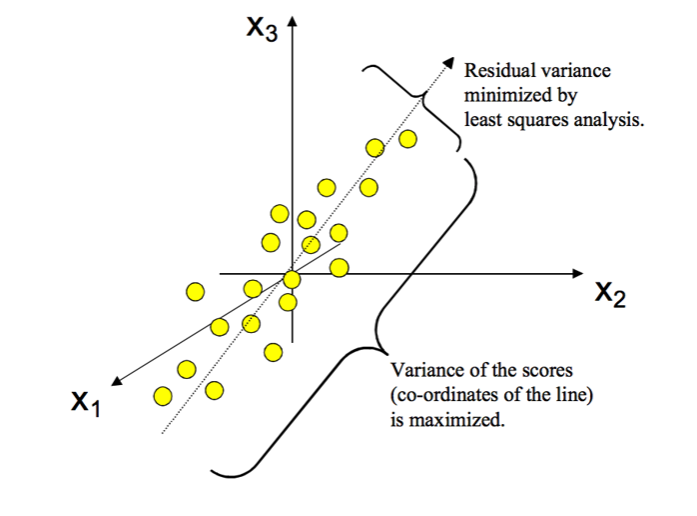 X3
Residual variance
minimized by
least squares analysis.
X2
Variance of the scores
(co-ordinates of the line)
is maximized.
X1